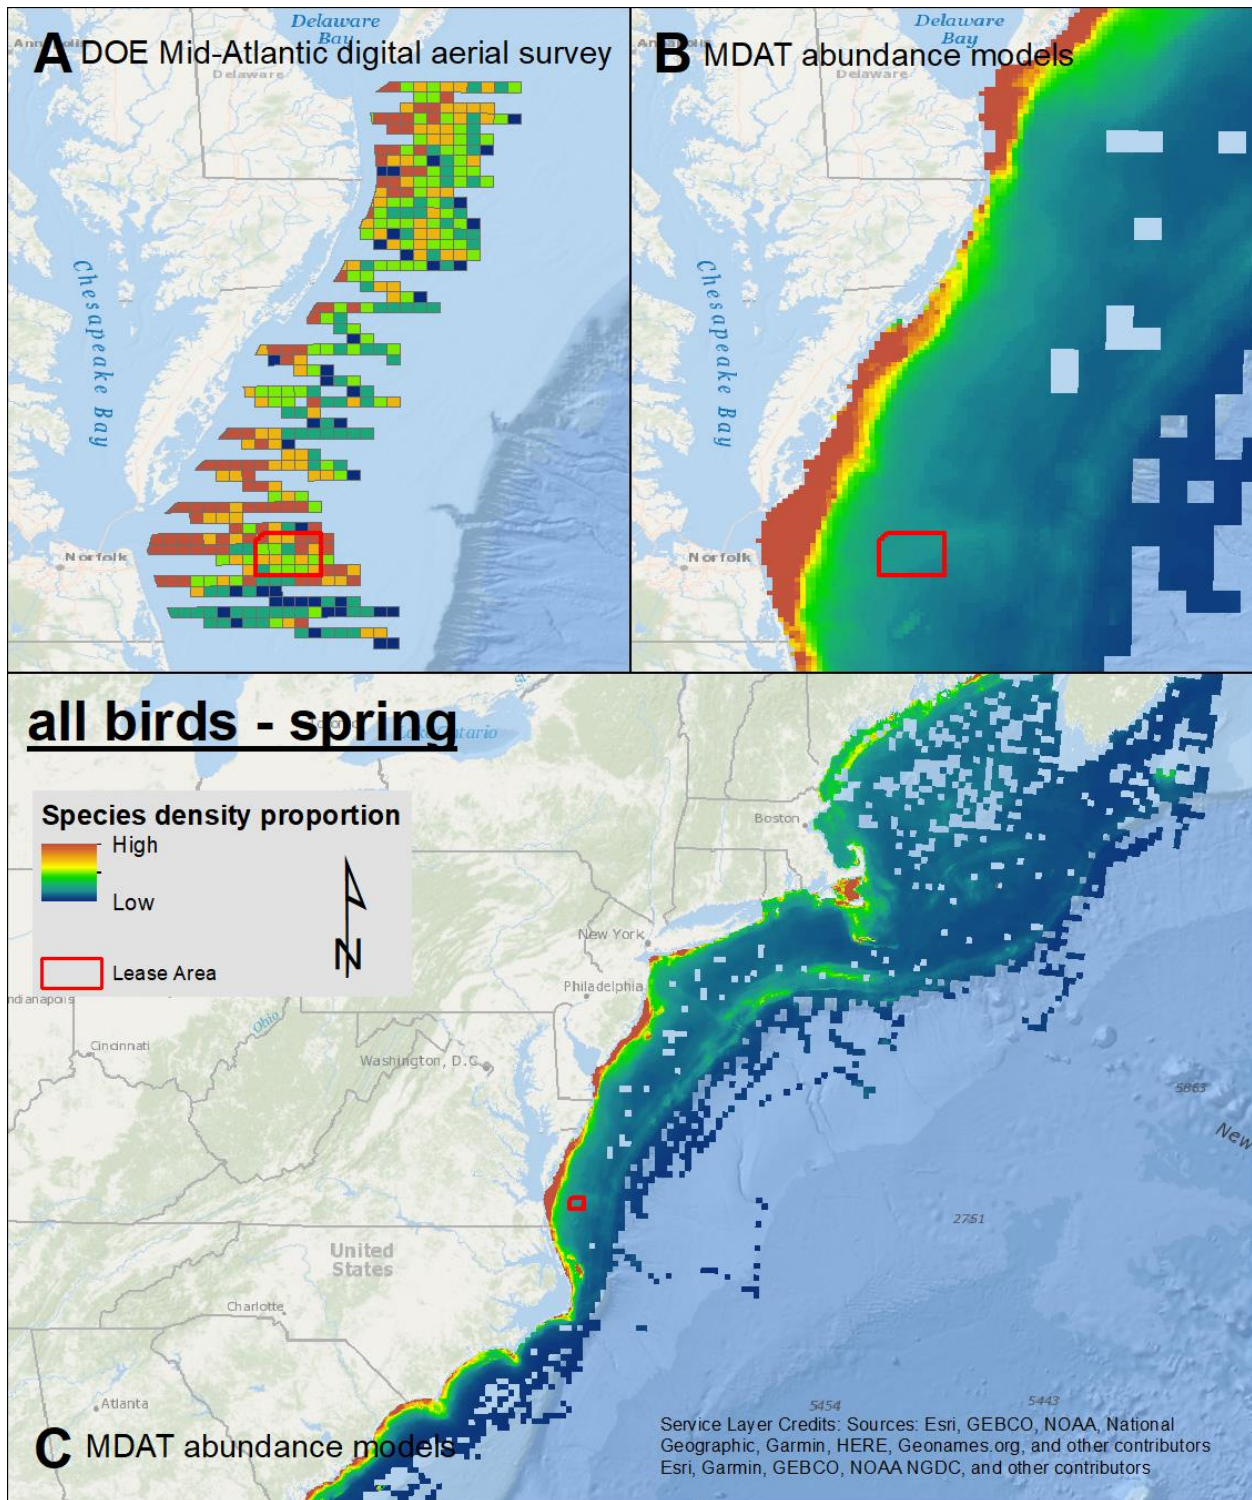 Delaware
Bay
A DOE Mid-Atlantic digital aerial survey
Delaware
Chesapeake Bay
Norfolk
Delaware
Bay
B MDAT abundance models
Delaware
Chesapeake Bay
Norfolk
all birds - spring
Species density proportion
High
Low
N
Lease Area
Boston
New York
Philadelphia
ndianapolis
Ohio
Cincinnati
Washington, D.C.
5863
New
2751
United
States
Charlotte
Atlanta
5454
5443
C MDAT abundance models
Service Layer Credits: Sources: Esri, GEBCO, NOAA, National
Geographic, Garmin, HERE, Geonames.org, and other contributors
Esri, Garmin, GEBCO, NOAA NGDC, and other contributors